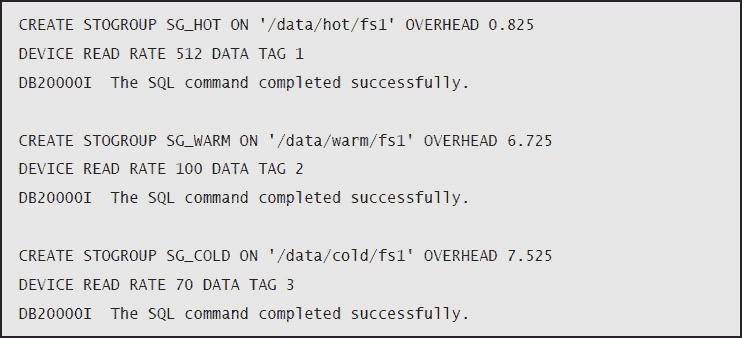 CREATE STOGROUP SG_HOT ON '/data/hot/fs1' OVERHEAD 0.825
DEVICE READ RATE 512 DATA TAG 1
DB20000I  The SQL command completed successfully.
CREATE STOGROUP SG_WARM ON '/data/warm/fs1' OVERHEAD 6.725
DEVICE READ RATE 100 DATA TAG 2
DB20000I  The SQL command completed successfully.
CREATE STOGROUP SG_COLD ON '/data/cold/fs1' OVERHEAD 7.525
DEVICE READ RATE 70 DATA TAG 3
DB20000I  The SQL command completed successfully.